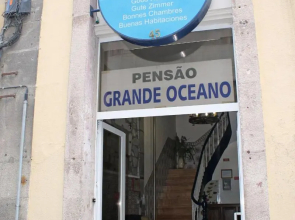 Gute Zimmer
Bonnes Chambres
Buenas Habitaciones
PENSÃO
GRANDE OCEANO